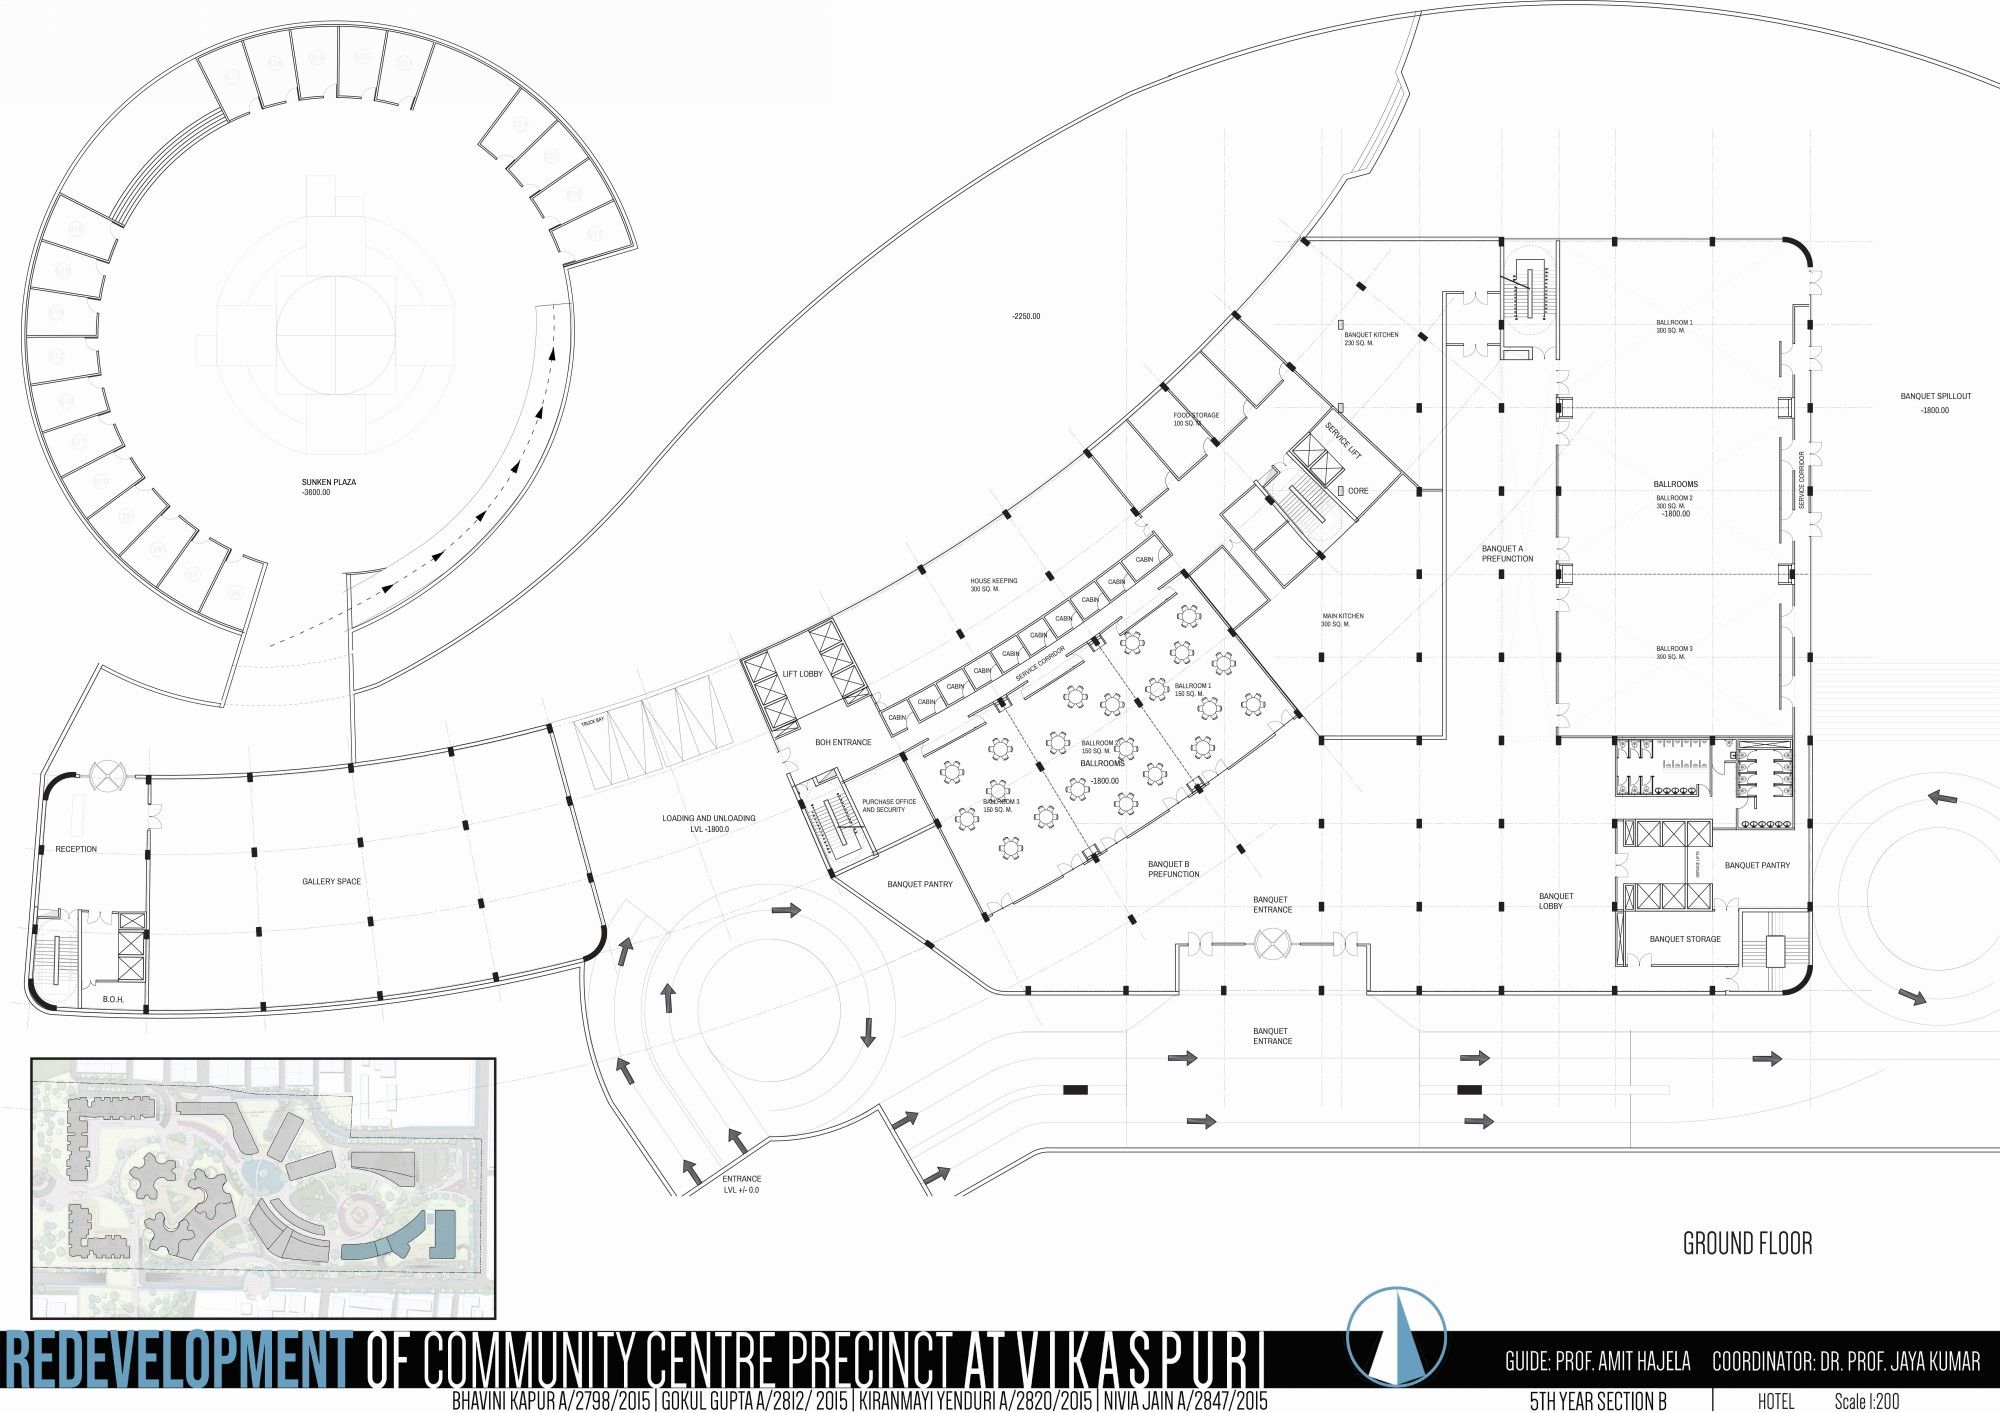 -2250.00
BALLROOM 1
300 SQ. M.
BANQUET KITCHEN
230 SQ. M.
BANQUET SPILLOUT
-1800.00
FOOD STORAGE
100 SQ. M.
SERVICE LIFT
CORE
SUNKEN PLAZA
-3600.00
BALLROOMS
BALLROOM 2
300 SQ. M.
-1800.00
SERVICE CORRIDOR
BANQUET A
PREFUNCTION
HOUSE KEEPING
300 SQ. M.
CABIN
CABIN
CABIN
CABIN
CABIN
CABIN
CABIN
CABIN
CABIN
CABIN
SERVICE CORRIDOR
MAIN KITCHEN
300 SQ. M.
BALLROOM 3
300 SQ. M.
LIFT LOBBY
BALLROOM 1
150 SQ. M.
TRUCK BAY
BOH ENTRANCE
BALLROOM 2
150 SQ. M.
BALLROOMS
-1800.00
PURCHASE OFFICE
AND SECURITY
BALLROOM 3
150 SQ. M.
LOADING AND UNLOADING
LVL -1800.0
RECEPTION
GALLERY SPACE
BANQUET PANTRY
BANQUET B
PREFUNCTION
SERVICE LIFTS
BANQUET PANTRY
BANQUET
ENTRANCE
BANQUET
LOBBY
BANQUET STORAGE
B.O.H.
BANQUET
ENTRANCE
ENTRANCE
LVL +/- 0.0
GROUND FLOOR
REDEVELOPMENT OF COMMUNITY CENTRE PRECINCT AT VIKASPURI
GUIDE: PROF. AMIT HAJELA COORDINATOR: DR. PROF. JAYA KUMAR
BHAVINI KAPUR A/2798/2015 | GOKUL GUPTA A/2812/ 2015 | KIRANMAYI YENDURI A/2820/2015 | NIVIA JAIN A/2847/2015
5TH YEAR SECTION B | HOTEL Scale 1:200